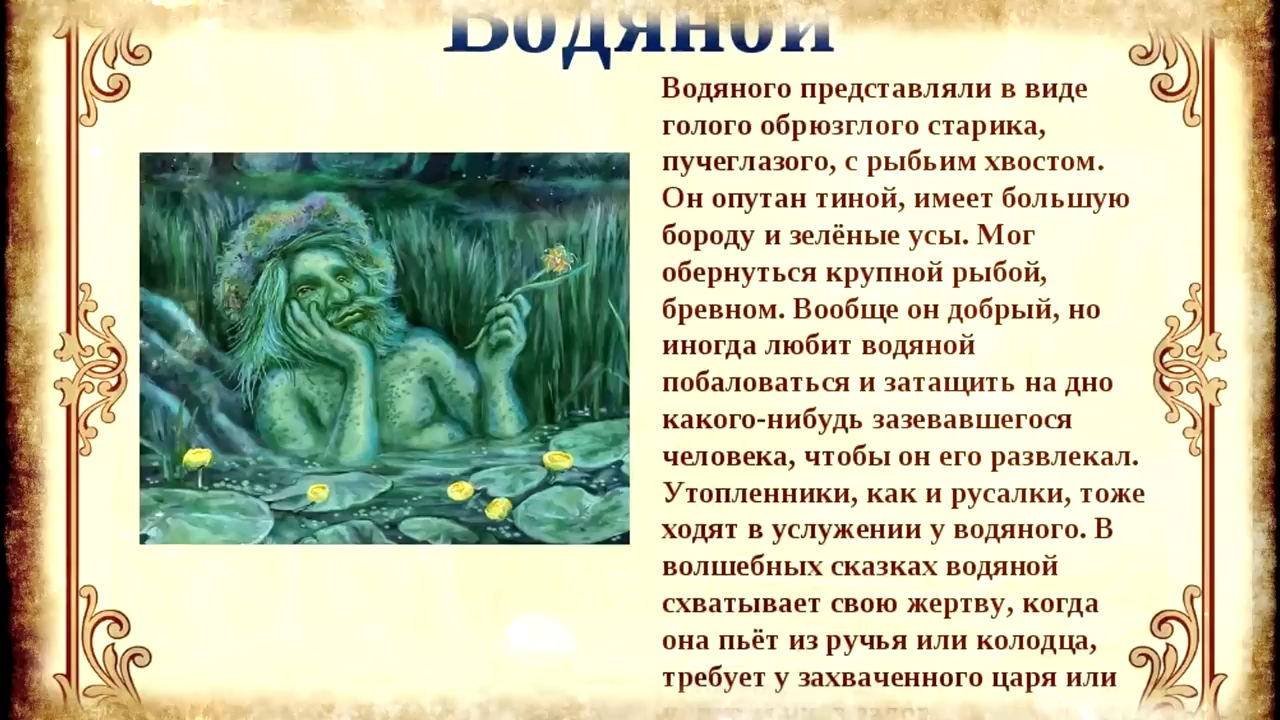 Водяной
Водяного представляли в виде
голого обрюзглого старика,
пучеглазого, с рыбьим хвостом.
Он опутан тиной, имеет большую
бороду и зелёные усы. Мог
обернуться крупной рыбой,
бревном. Вообще он добрый, но
иногда любит водяной
побаловаться и затащить на дно
какого-нибудь зазевавшегося
человека, чтобы он его развлекал.
Утопленники, как и русалки, тоже
ходят в услужении у водяного. В
волшебных сказках водяной
схватывает свою жертву, когда
она пьёт из ручья или колодца,
требует у захваченного царя или